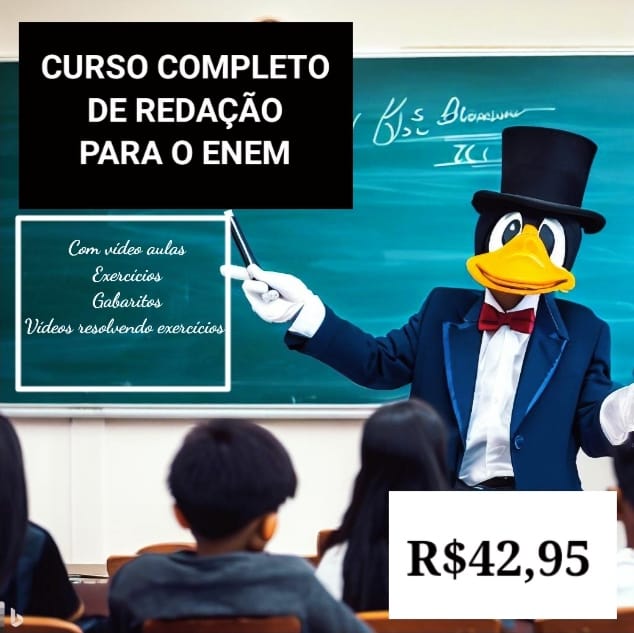 CURSO COMPLETO
DE REDAÇÃO
PARA O ENEM
Com vídeo aulas
Exercícios
Gabaritos
Vídeos resolvendo exercícios
R$42,95